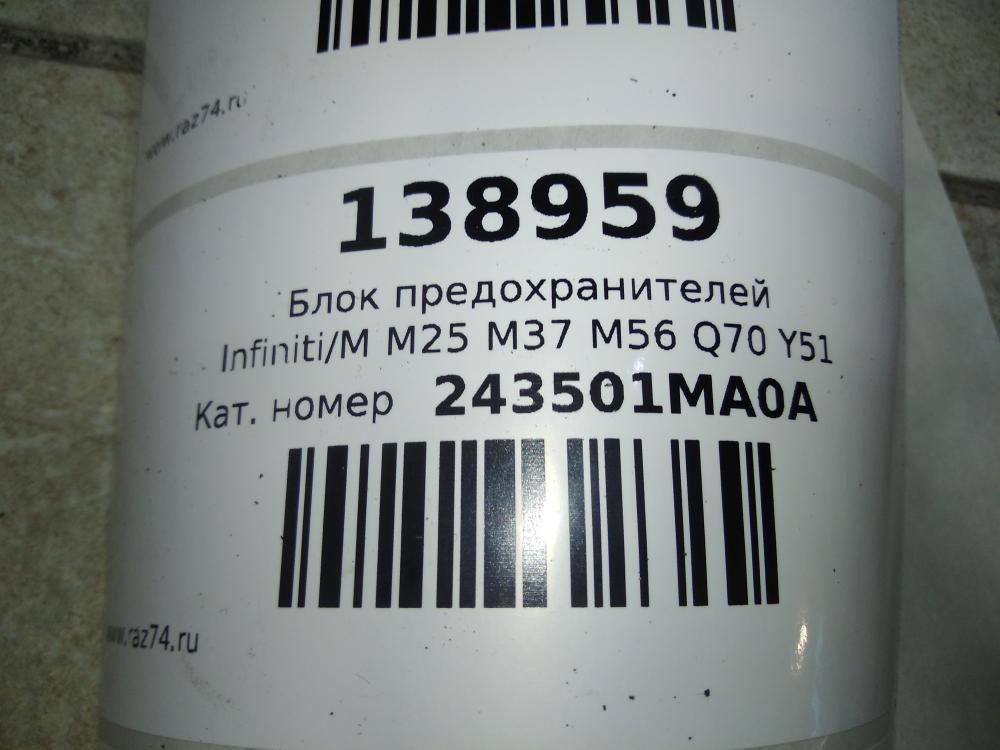 www.raz74.ru
138959
Блок предохранителей
Infiniti/M M25 M37 M56 Q70 Y51
Кат. номер 243501MA0A
www.raz74.ru